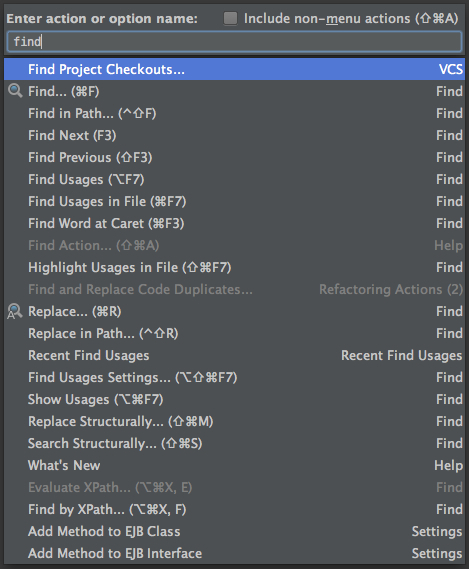 Enter action or option name: Include non-menu actions (⇧⌘A)
find
Find Project Checkouts... VCS
Find... (⌘F) Find
Find in Path... (^⇧F) Find
Find Next (F3) Find
Find Previous (⇧F3) Find
Find Usages (⌥F7) Find
Find Usages in File (⌘F7) Find
Find Word at Caret (⌘F3) Find
Find Action... (⇧⌘A) Help
Highlight Usages in File (⇧⌘F7) Find
Find and Replace Code Duplicates... Refactoring Actions (2)
Replace... (⌘R) Find
Replace in Path... (^⇧R) Find
Recent Find Usages Recent Find Usages
Find Usages Settings... (⌥⇧⌘F7) Find
Show Usages (⌥⌘F7) Find
Replace Structurally... (⇧⌘M) Find
Search Structurally... (⇧⌘S) Find
What's New Help
Evaluate XPath... (⌥⌘X, E) Find
Find by XPath... (⌥⌘X, F) Find
Add Method to EJB Class Settings
Add Method to EJB Interface Settings